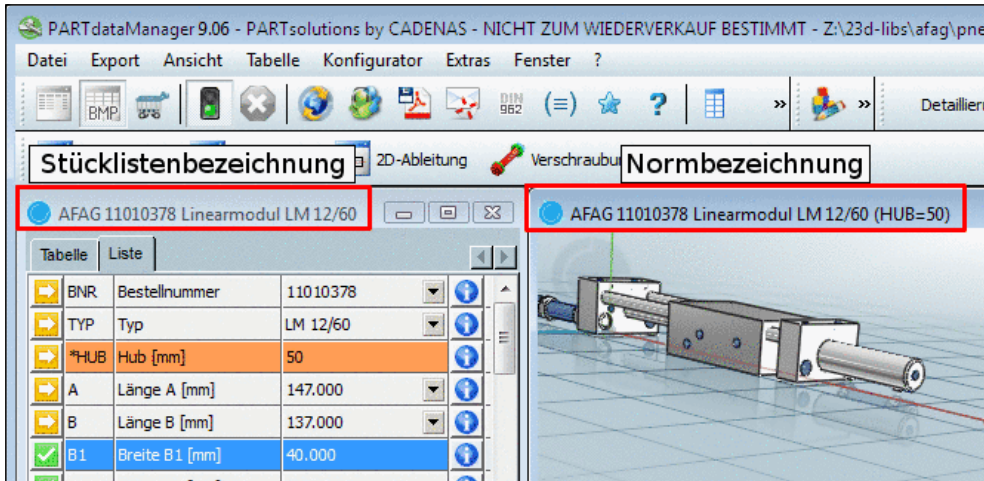 PARTdataManager 9.06 - PARTsolutions by CADENAS - NICHT ZUM WIEDERVERKAUF BESTIMMT - Z:\23d-libs\afag\pne
Datei Export Ansicht Tabelle Konfigurator Extras Fenster ?
BMP DIN 962 (=) ? » » Detaillier
Stücklistenbezeichnung 2D-Ableitung Verschraubu Normbezeichnung
AFAG 11010378 Linearmodul LM 12/60
AFAG 11010378 Linearmodul LM 12/60 (HUB=50)
Tabelle Liste
BNR Bestellnummer 11010378
TYP Typ LM 12/60
*HUB Hub [mm] 50
A Länge A [mm] 147.000
B Länge B [mm] 137.000
B1 Breite B1 [mm] 40.000